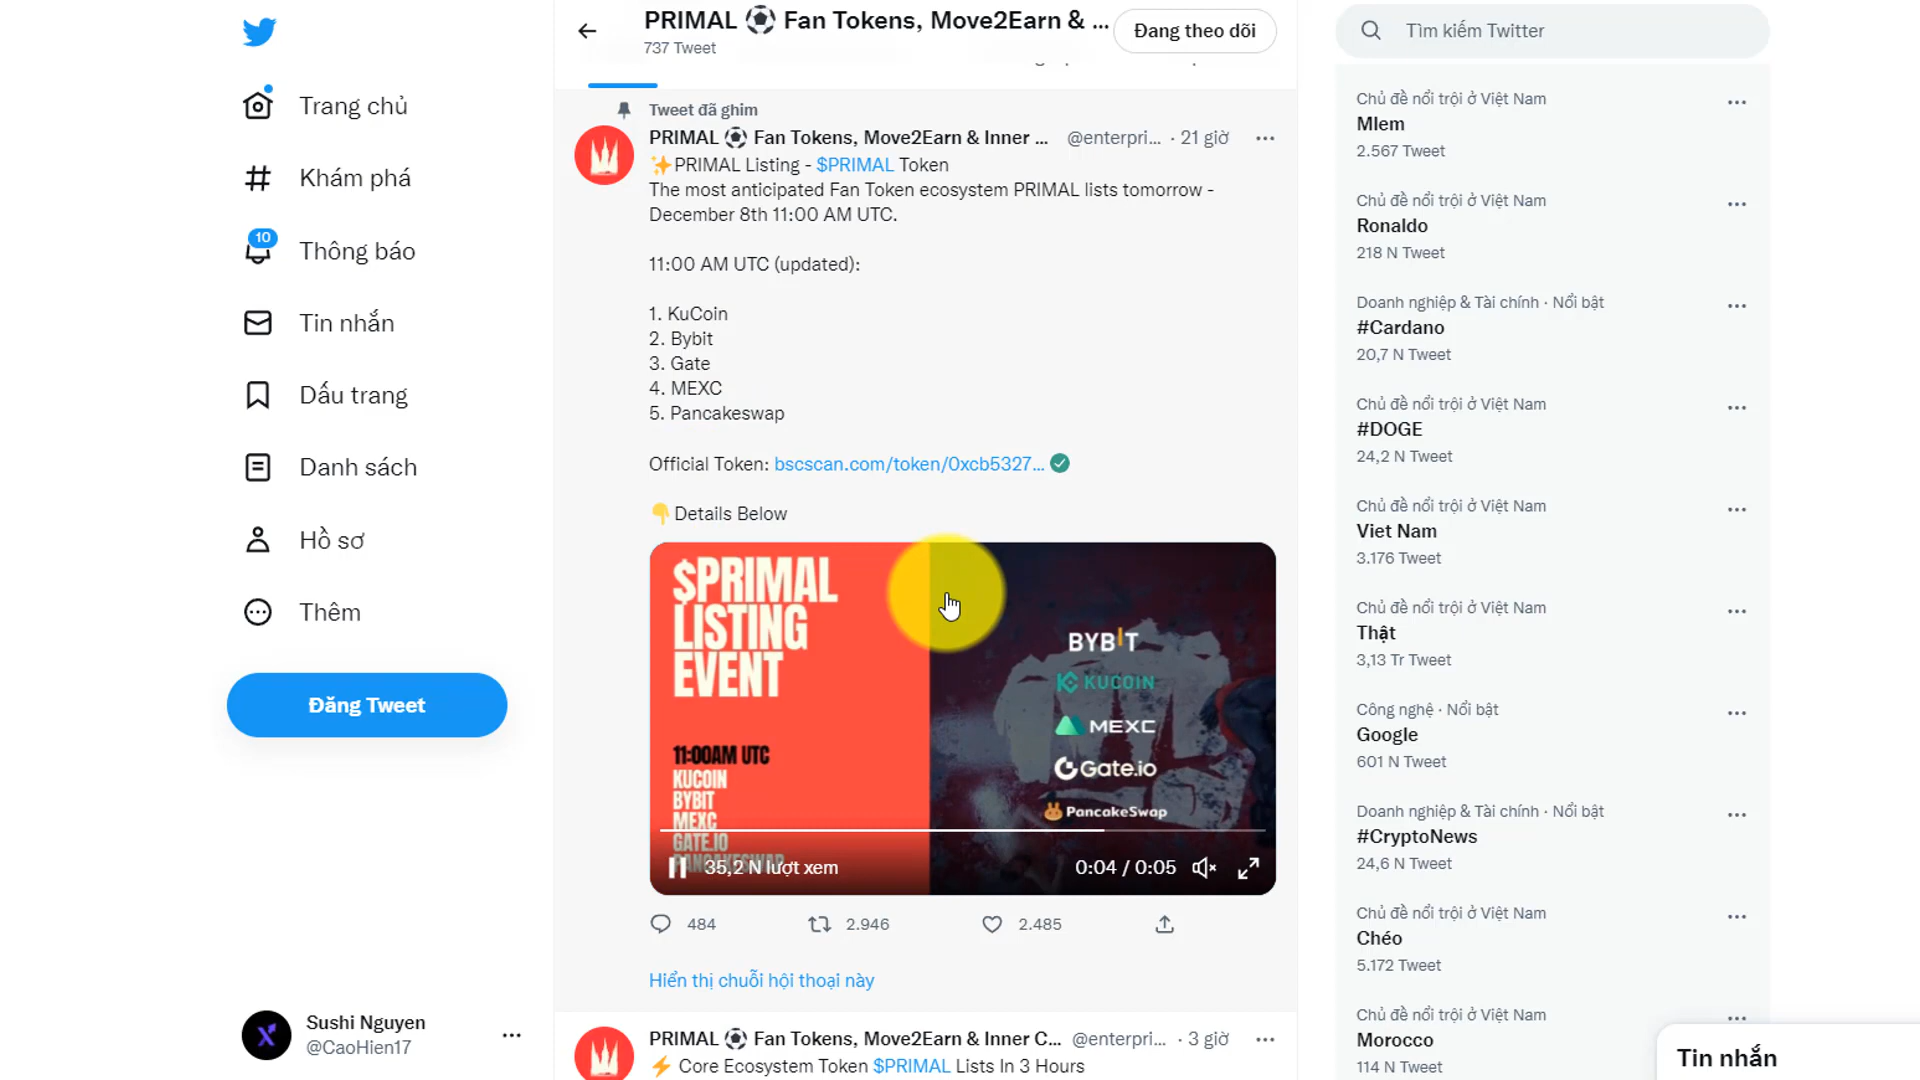 Trang chủ
Khám phá
10
Thông báo
Tin nhắn
Dấu trang
Danh sách
Hồ sơ
Thêm
Đăng Tweet
Sushi Nguyen
@CaoHien17
PRIMAL ⚽ Fan Tokens, Move2Earn & ...
737 Tweet
Đang theo dõi
Tweet đã ghim
PRIMAL ⚽ Fan Tokens, Move2Earn & Inner ... @enterpri... · 21 giờ
✨PRIMAL Listing - $PRIMAL Token
The most anticipated Fan Token ecosystem PRIMAL lists tomorrow -
December 8th 11:00 AM UTC.
11:00 AM UTC (updated):
1. KuCoin
2. Bybit
3. Gate
4. MEXC
5. Pancakeswap
Official Token: bscscan.com/token/0xcb5327...
👇Details Below
$PRIMAL
LISTING
EVENT
11:00AM UTC
KUCOIN
BYBIT
MEXC
GATE.IO
PANCAKESWAP
BYBIT
KUCOIN
MEXC
Gate.io
PancakeSwap
35,2 N lượt xem
0:04 / 0:05
484
2.946
2.485
Hiển thị chuỗi hội thoại này
PRIMAL ⚽ Fan Tokens, Move2Earn & Inner C... @enterpri... · 3 giờ
⚡ Core Ecosystem Token $PRIMAL Lists In 3 Hours
Tìm kiếm Twitter
Chủ đề nổi trội ở Việt Nam
Mlem
2.567 Tweet
Chủ đề nổi trội ở Việt Nam
Ronaldo
218 N Tweet
Doanh nghiệp & Tài chính · Nổi bật
#Cardano
20,7 N Tweet
Chủ đề nổi trội ở Việt Nam
#DOGE
24,2 N Tweet
Chủ đề nổi trội ở Việt Nam
Viet Nam
3.176 Tweet
Chủ đề nổi trội ở Việt Nam
Thật
3,13 Tr Tweet
Công nghệ · Nổi bật
Google
601 N Tweet
Doanh nghiệp & Tài chính · Nổi bật
#CryptoNews
24,6 N Tweet
Chủ đề nổi trội ở Việt Nam
Chéo
5.172 Tweet
Chủ đề nổi trội ở Việt Nam
Morocco
114 N Tweet
Tin nhắn